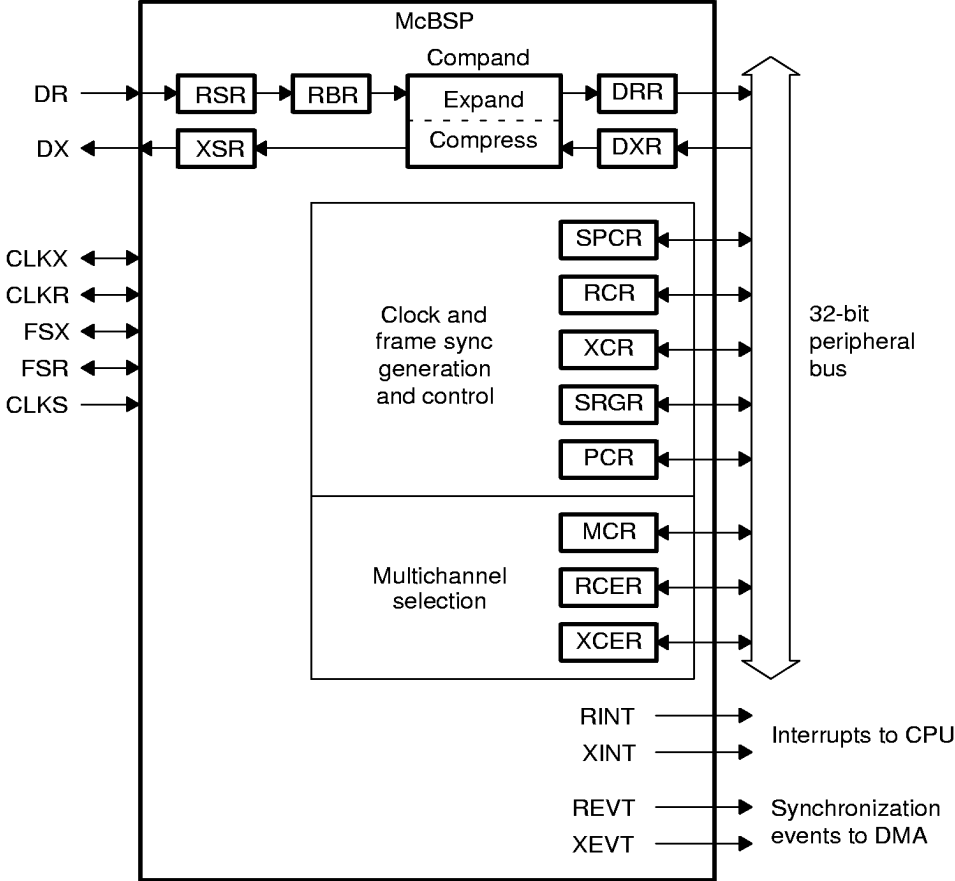 McBSP
Compand
DR
RSR
RBR
Expand
DRR
DX
XSR
Compress
DXR
CLKX
CLKR
FSX
FSR
CLKS
Clock and
frame sync
generation
and control
SPCR
RCR
XCR
SRGR
PCR
32-bit
peripheral
bus
Multichannel
selection
MCR
RCER
XCER
RINT
XINT
Interrupts to CPU
REVT
XEVT
Synchronization
events to DMA